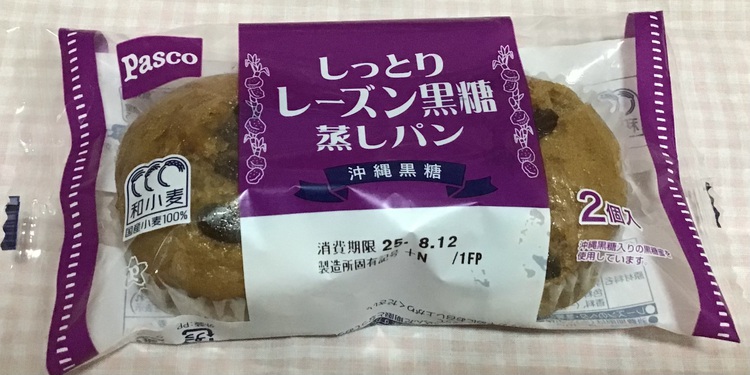 Pasco
しっとり
レーズン黒糖
蒸しパン
沖縄黒糖
和小麦
国産小麦100%
2個入
沖縄黒糖入りの黒糖蜜を
使用しています
消費期限 25. 8.12
製造所固有記号 + N /1FP